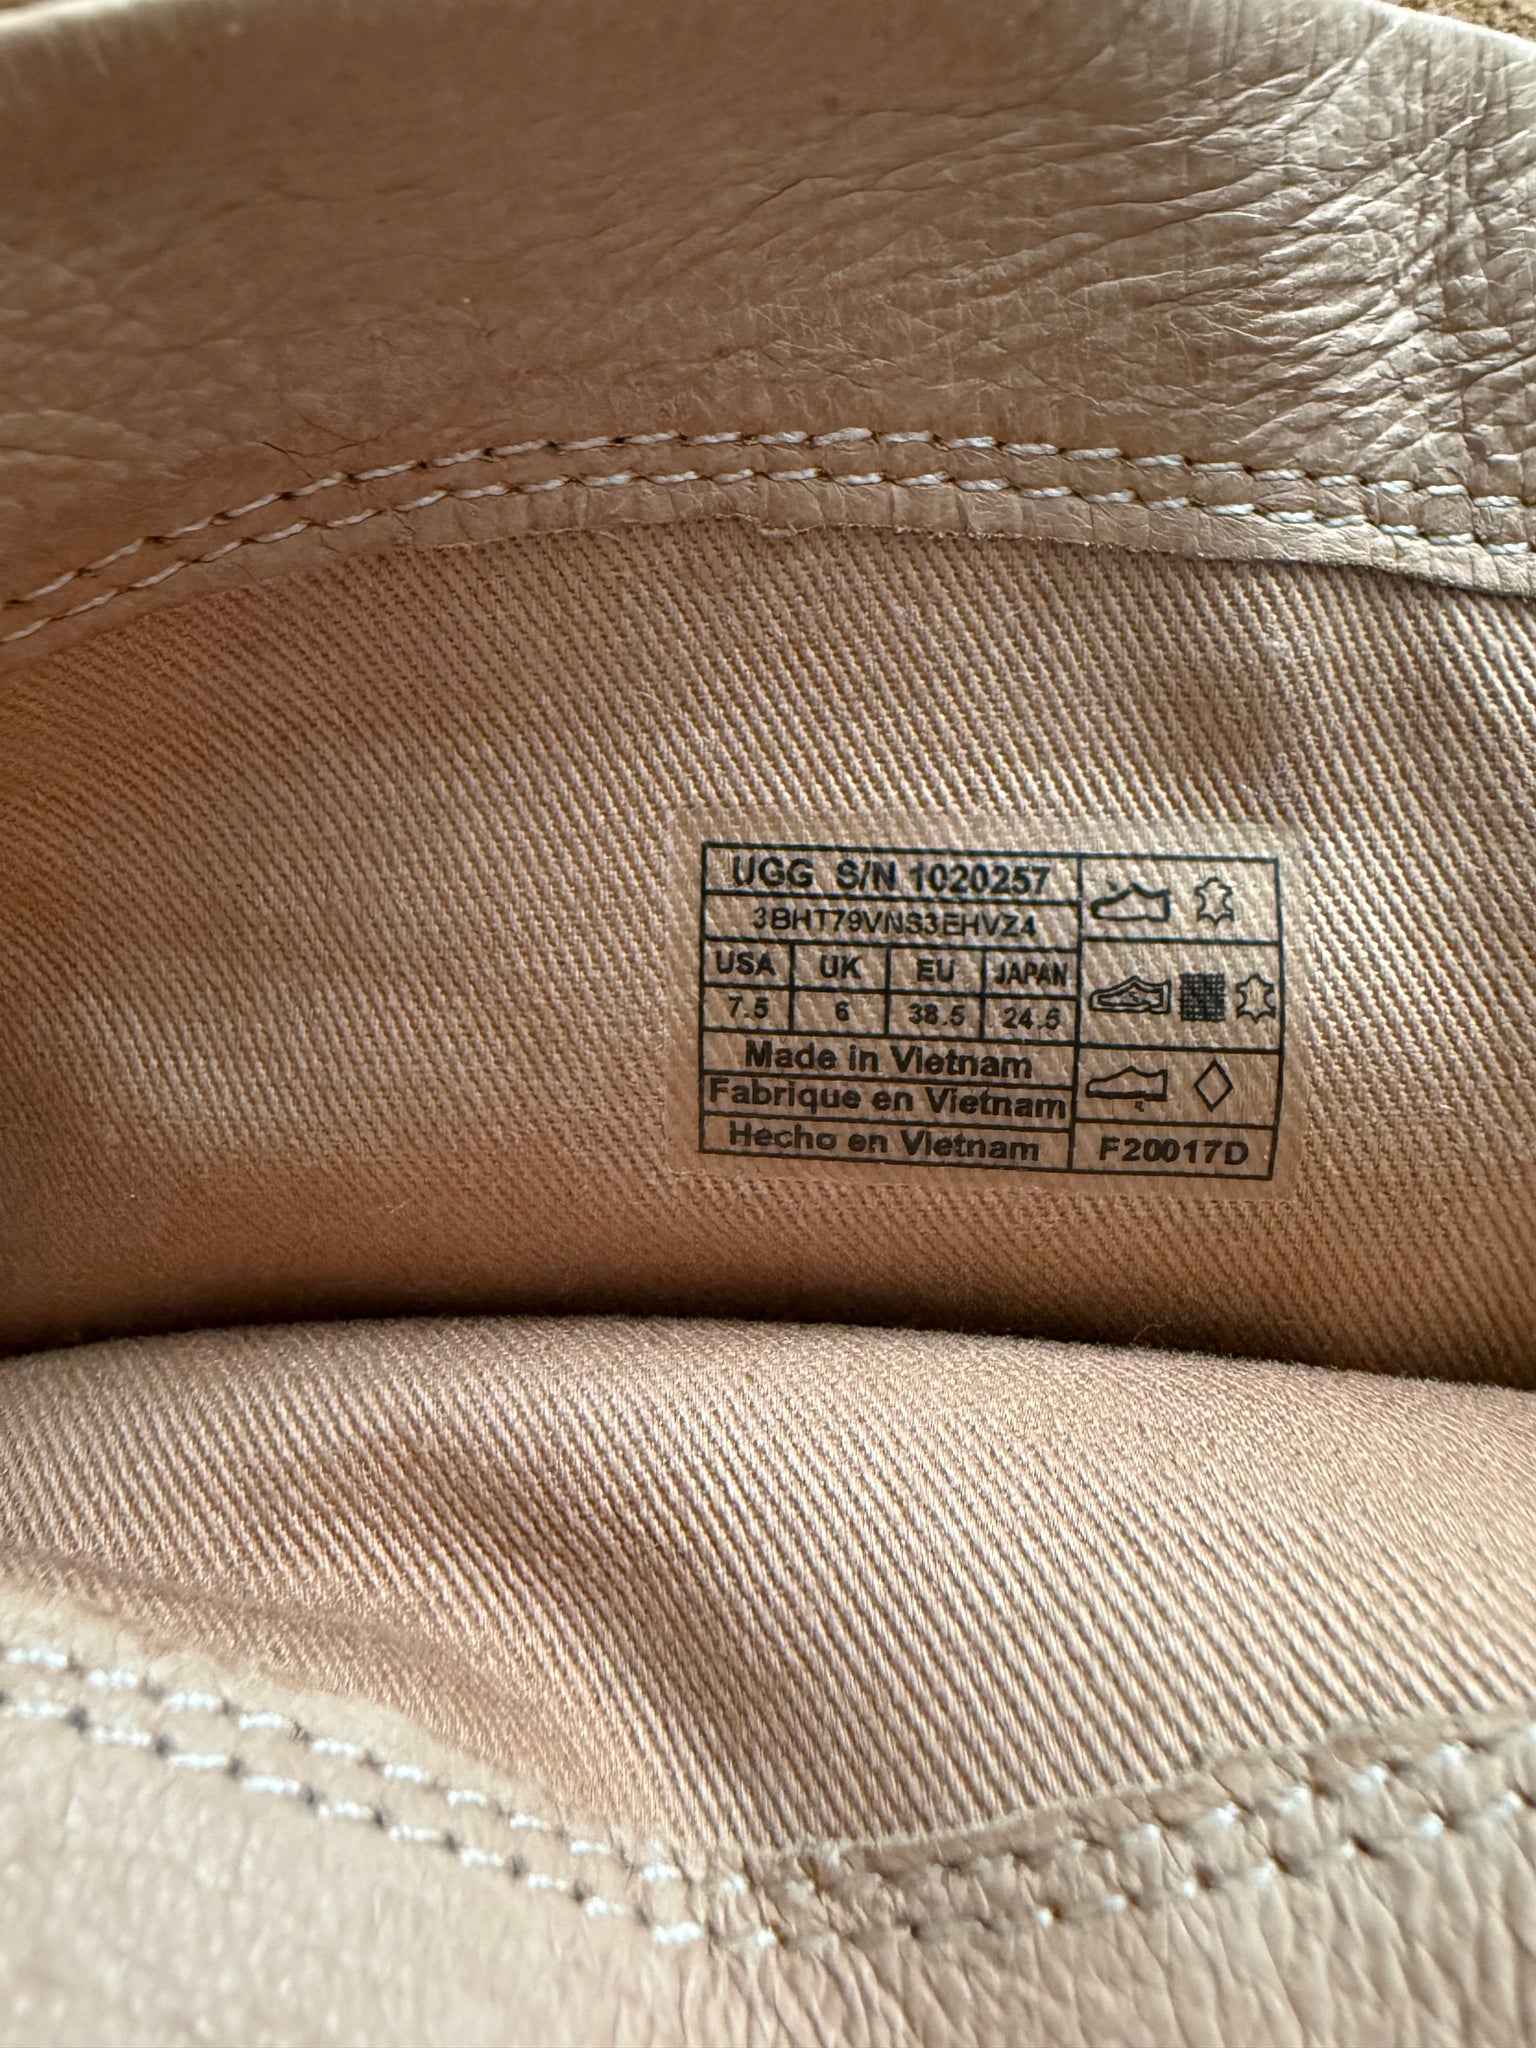 UGG S/N 1020257
3BHT79VNS3EHVZ4
USA UK EU JAPAN
7.5 6 38.5 24.5
Made in Vietnam
Fabrique en Vietnam
Hecho en Vietnam
F20017D